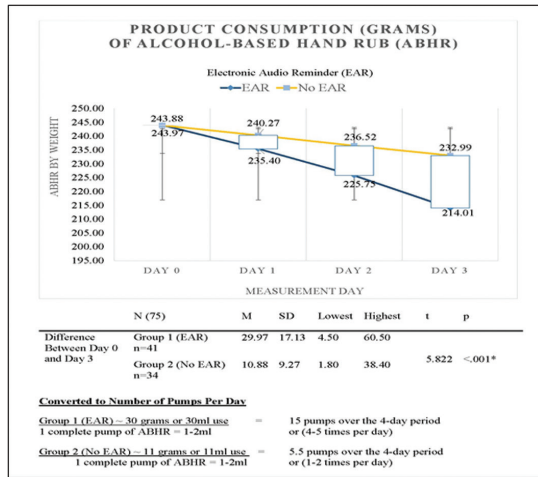 PRODUCT CONSUMPTION (GRAMS)
OF ALCOHOL-BASED HAND RUB (ABHR)
Electronic Audio Reminder (EAR)
EAR No EAR
ABHR BY WEIGHT
250.00
245.00
240.00
235.00
230.00
225.00
220.00
215.00
210.00
205.00
200.00
195.00
243.88
243.97
240.27
235.40
236.52
225.75
232.99
214.01
DAY 0 DAY 1 DAY 2 DAY 3
MEASUREMENT DAY
N (75) M SD Lowest Highest t p
Difference Between Day 0 and Day 3
Group 1 (EAR) 29.97 17.13 4.50 60.50
n=41
5.822 <.001*
Group 2 (No EAR) 10.88 9.27 1.80 38.40
n=34
Converted to Number of Pumps Per Day
Group 1 (EAR) ~ 30 grams or 30ml use = 15 pumps over the 4-day period
1 complete pump of ABHR = 1-2ml or (4-5 times per day)
Group 2 (No EAR) ~ 11 grams or 11ml use = 5.5 pumps over the 4-day period
1 complete pump of ABHR = 1-2ml or (1-2 times per day)